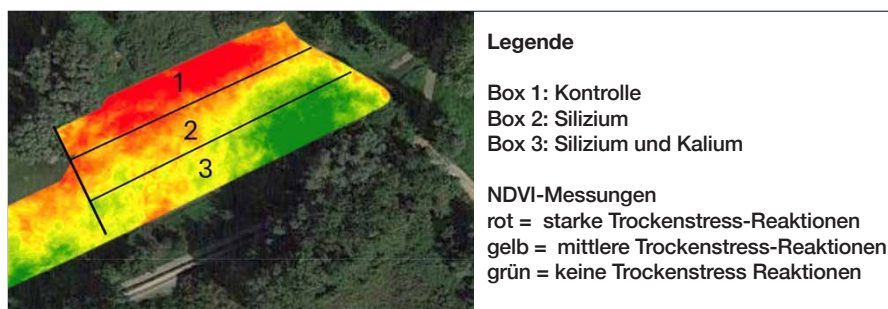 1
2
3
Legende
Box 1: Kontrolle
Box 2: Silizium
Box 3: Silizium und Kalium
NDVI-Messungen
rot = starke Trockenstress-Reaktionen
gelb = mittlere Trockenstress-Reaktionen
grün = keine Trockenstress Reaktionen